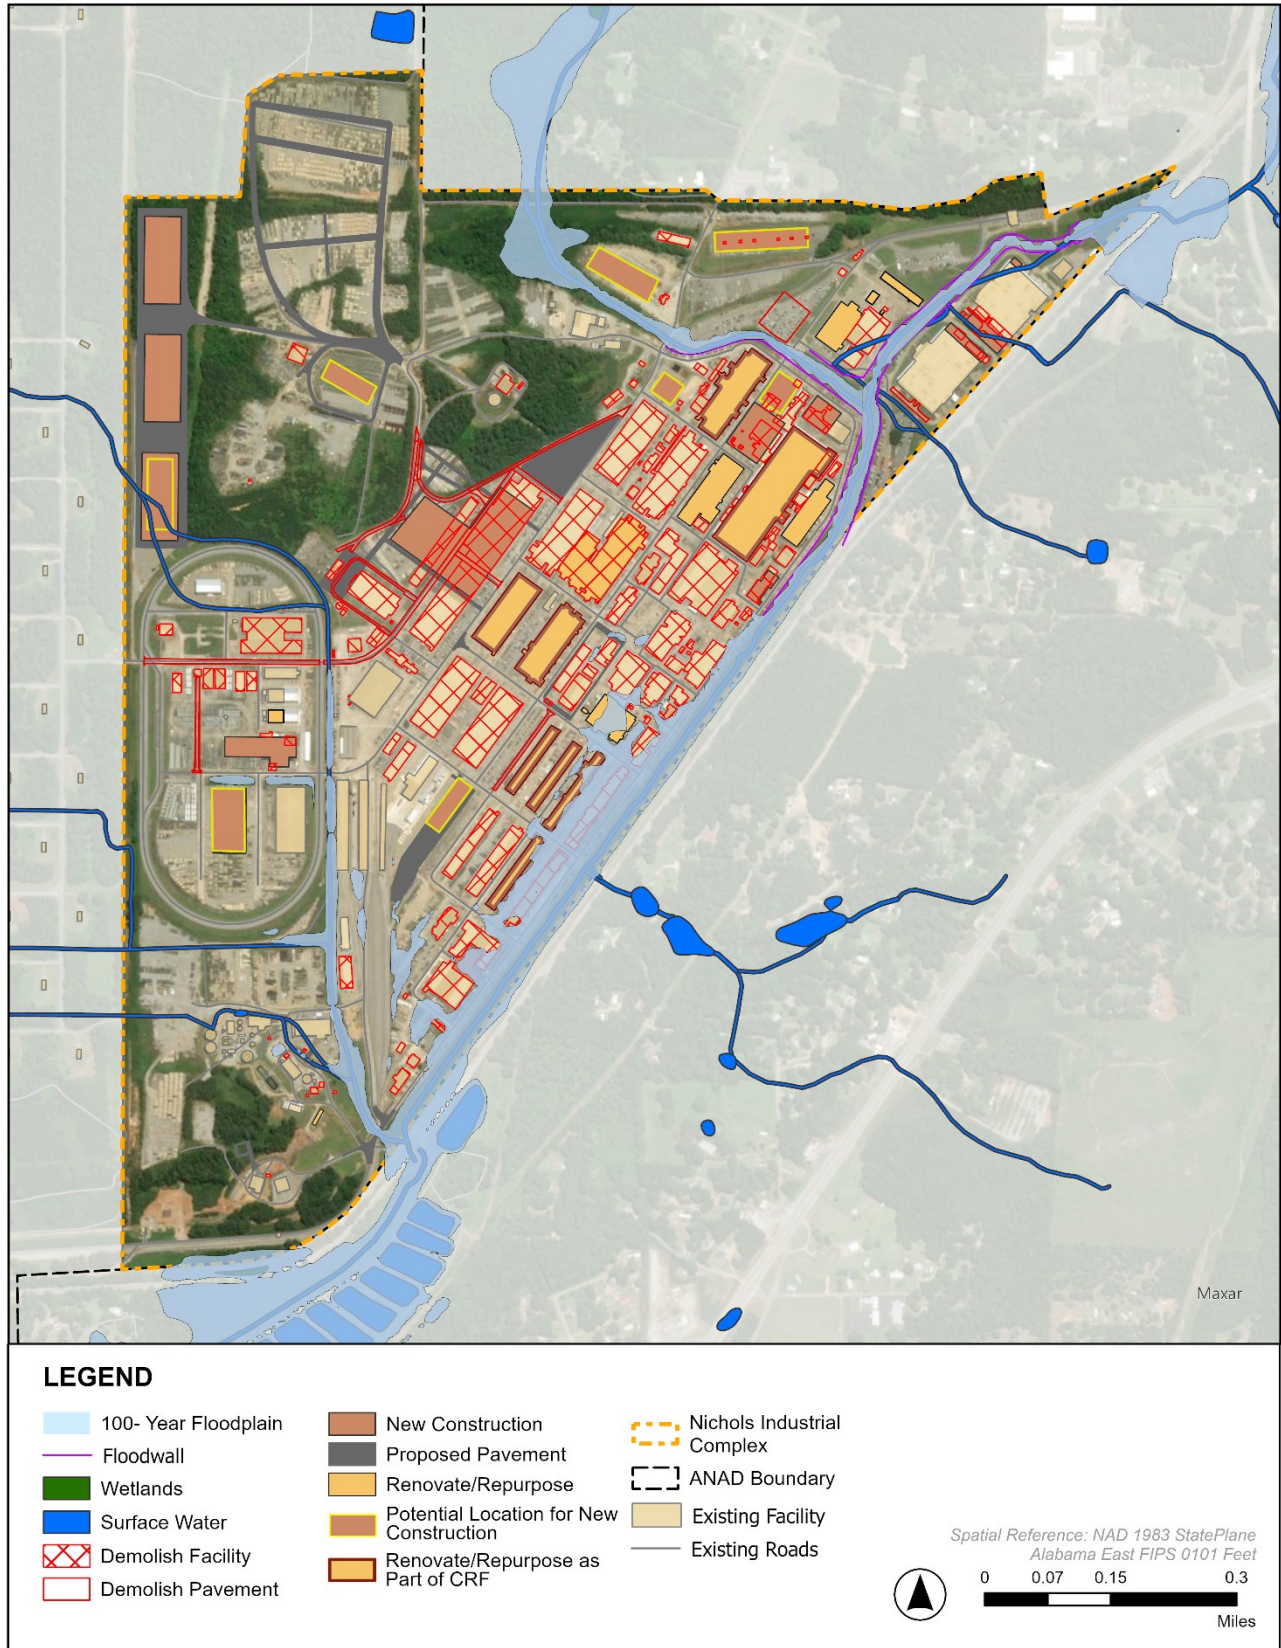 Maxar
LEGEND
100- Year Floodplain
Floodwall
Wetlands
Surface Water
Demolish Facility
Demolish Pavement
New Construction
Proposed Pavement
Renovate/Repurpose
Potential Location for New
Construction
Renovate/Repurpose as
Part of CRF
Nichols Industrial
Complex
ANAD Boundary
Existing Facility
Existing Roads
Spatial Reference: NAD 1983 StatePlane
Alabama East FIPS 0101 Feet
0 0.07 0.15 0.3
Miles